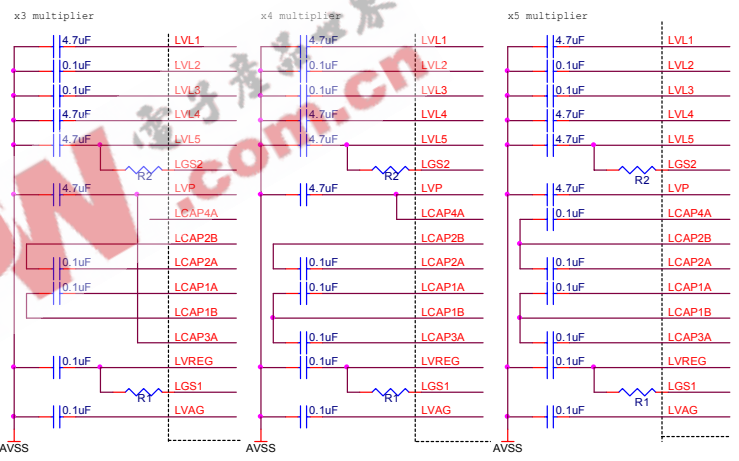 x3 multiplier
4.7uF LVL1
0.1uF LVL2
0.1uF LVL3
4.7uF LVL4
4.7uF LVL5
LGS2
R2
4.7uF LVP
LCAP4A
LCAP2B
0.1uF LCAP2A
0.1uF LCAP1A
LCAP1B
LCAP3A
0.1uF LVREG
LGS1
R1
0.1uF LVAG
AVSS
x4 multiplier
4.7uF LVL1
0.1uF LVL2
0.1uF LVL3
4.7uF LVL4
4.7uF LVL5
LGS2
R2
4.7uF LVP
LCAP4A
LCAP2B
0.1uF LCAP2A
0.1uF LCAP1A
LCAP1B
0.1uF LCAP3A
0.1uF LVREG
LGS1
R1
0.1uF LVAG
AVSS
x5 multiplier
4.7uF LVL1
0.1uF LVL2
0.1uF LVL3
4.7uF LVL4
4.7uF LVL5
LGS2
R2
4.7uF LVP
0.1uF LCAP4A
LCAP2B
0.1uF LCAP2A
0.1uF LCAP1A
LCAP1B
0.1uF LCAP3A
0.1uF LVREG
LGS1
R1
0.1uF LVAG
AVSS
電子產品世界
.com.cn